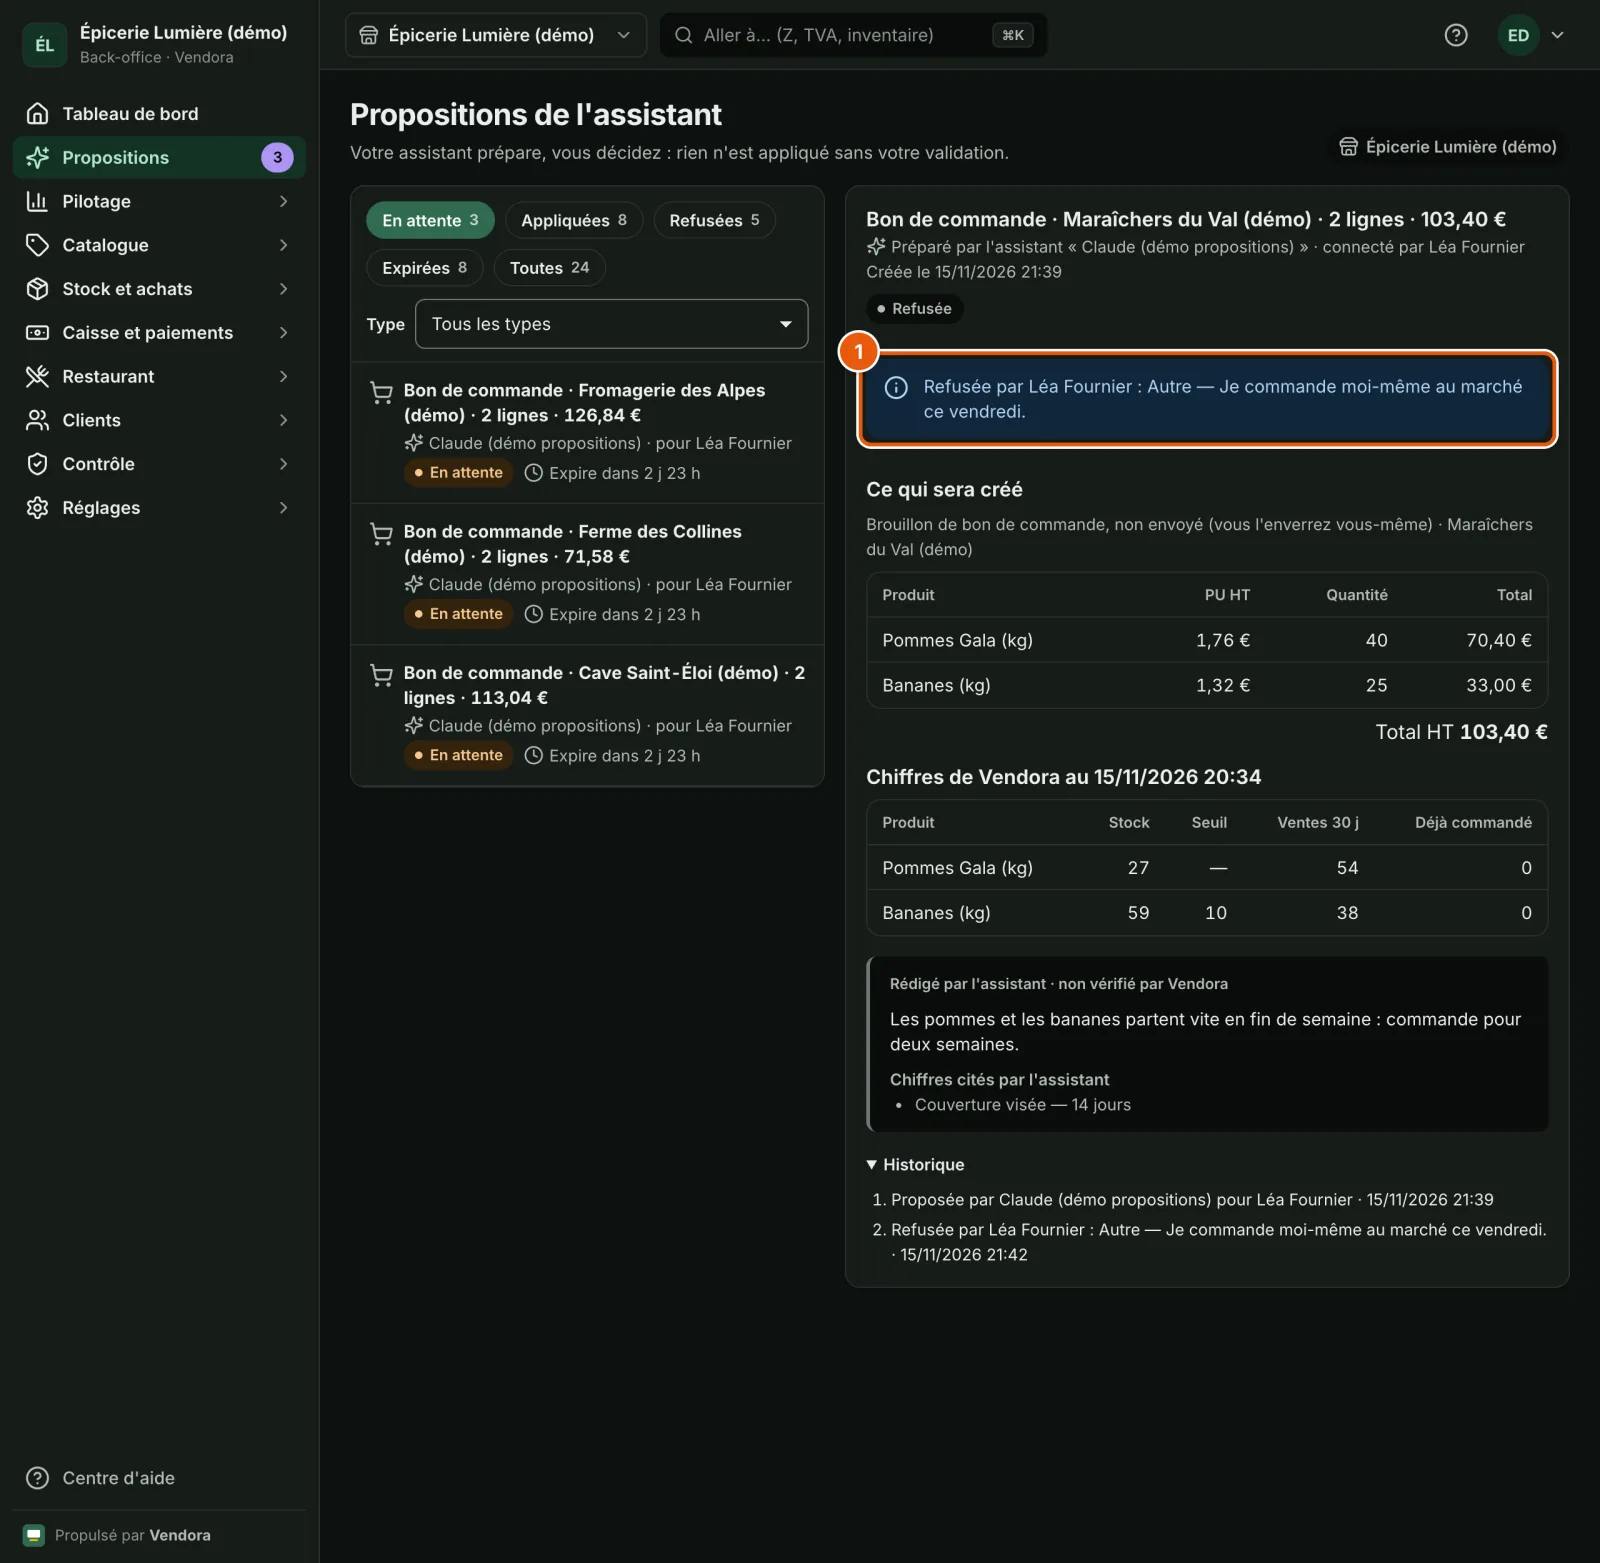 ÉL
Épicerie Lumière (démo)
Back-office · Vendora
Tableau de bord
Propositions
3
Pilotage
Catalogue
Stock et achats
Caisse et paiements
Restaurant
Clients
Contrôle
Réglages
Centre d'aide
Propulsé par Vendora
Épicerie Lumière (démo)
Aller à... (Z, TVA, inventaire)
⌘K
ED
Propositions de l'assistant
Votre assistant prépare, vous décidez : rien n'est appliqué sans votre validation.
Épicerie Lumière (démo)
En attente 3
Appliquées 8
Refusées 5
Expirées 8
Toutes 24
Type
Tous les types
Bon de commande · Fromagerie des Alpes
(démo) · 2 lignes · 126,84 €
Claude (démo propositions) · pour Léa Fournier
En attente
Expire dans 2 j 23 h
Bon de commande · Ferme des Collines
(démo) · 2 lignes · 71,58 €
Claude (démo propositions) · pour Léa Fournier
En attente
Expire dans 2 j 23 h
Bon de commande · Cave Saint-Éloi (démo) · 2
lignes · 113,04 €
Claude (démo propositions) · pour Léa Fournier
En attente
Expire dans 2 j 23 h
Bon de commande · Maraîchers du Val (démo) · 2 lignes · 103,40 €
Préparé par l'assistant « Claude (démo propositions) » · connecté par Léa Fournier
Créée le 15/11/2026 21:39
Refusée
1
Refusée par Léa Fournier : Autre — Je commande moi-même au marché
ce vendredi.
Ce qui sera créé
Brouillon de bon de commande, non envoyé (vous l'enverrez vous-même) · Maraîchers
du Val (démo)
Produit PU HT Quantité Total
Pommes Gala (kg) 1,76 € 40 70,40 €
Bananes (kg) 1,32 € 25 33,00 €
Total HT 103,40 €
Chiffres de Vendora au 15/11/2026 20:34
Produit Stock Seuil Ventes 30 j Déjà commandé
Pommes Gala (kg) 27 — 54 0
Bananes (kg) 59 10 38 0
Rédigé par l'assistant · non vérifié par Vendora
Les pommes et les bananes partent vite en fin de semaine : commande pour
deux semaines.
Chiffres cités par l'assistant
• Couverture visée — 14 jours
▼ Historique
1. Proposée par Claude (démo propositions) pour Léa Fournier · 15/11/2026 21:39
2. Refusée par Léa Fournier : Autre — Je commande moi-même au marché ce vendredi.
· 15/11/2026 21:42